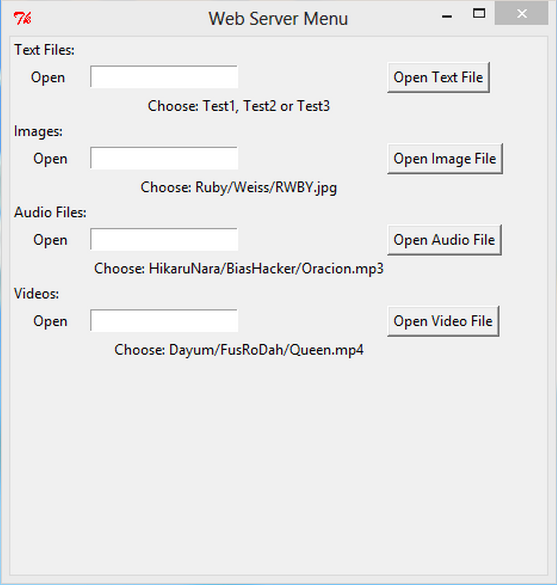 Web Server Menu
Text Files:
Open Open Text File
Choose: Test1, Test2 or Test3
Images:
Open Open Image File
Choose: Ruby/Weiss/RWBY.jpg
Audio Files:
Open Open Audio File
Choose: HikaruNara/BiasHacker/Oracion.mp3
Videos:
Open Open Video File
Choose: Dayum/FusRoDah/Queen.mp4